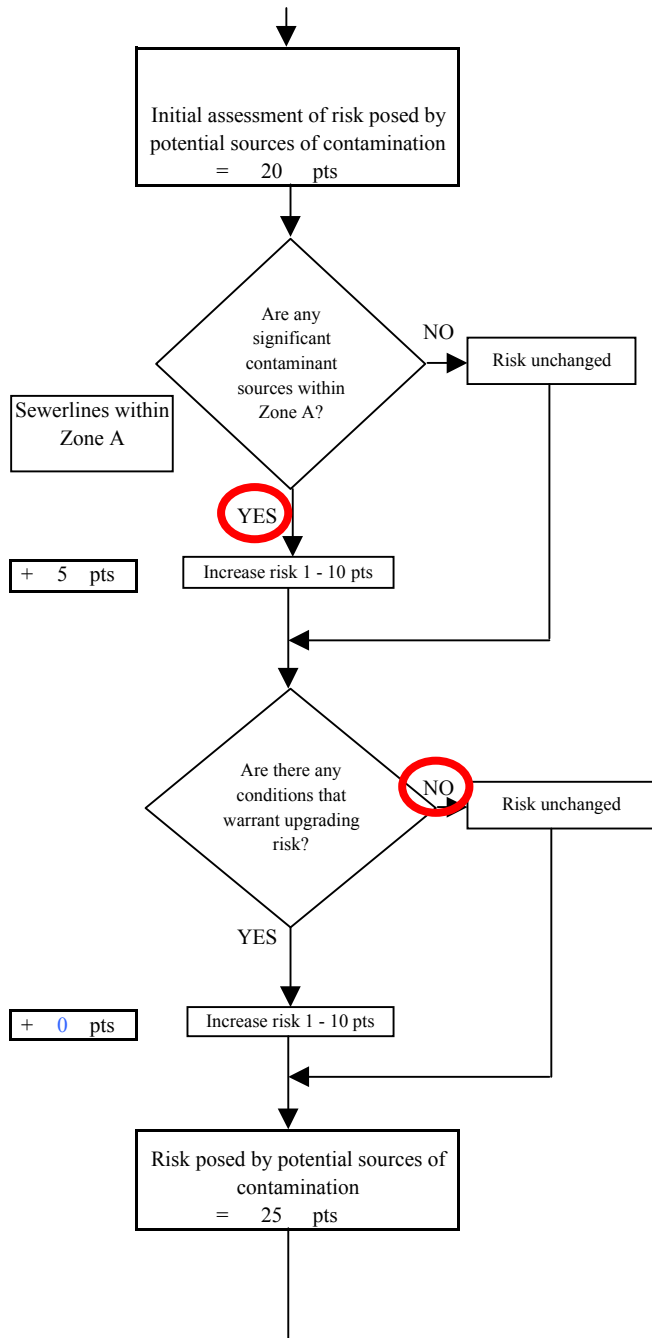 Initial assessment of risk posed by
potential sources of contamination
= 20 pts
Are any
significant
contaminant
sources within
Zone A?
NO
Risk unchanged
Sewerlines within
Zone A
YES
+ 5 pts
Increase risk 1 - 10 pts
Are there any
conditions that
warrant upgrading
risk?
NO
Risk unchanged
YES
+ 0 pts
Increase risk 1 - 10 pts
Risk posed by potential sources of
contamination
= 25 pts